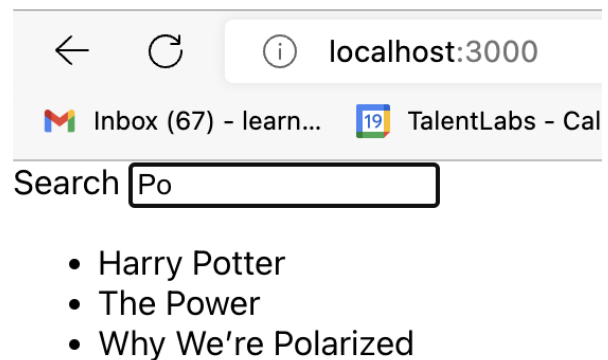 localhost:3000
Inbox (67) - learn... 19 TalentLabs - Cal
Search Po
Harry Potter
The Power
Why We’re Polarized